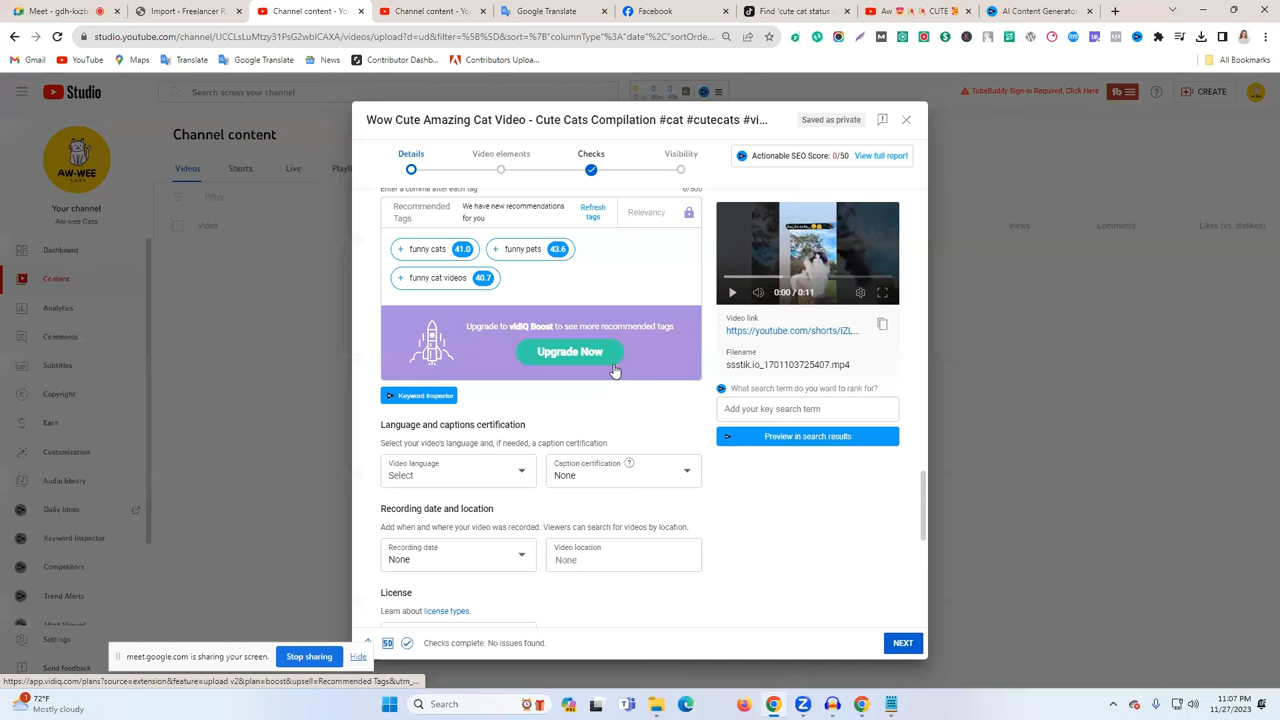 Meet - gdh-kxzc
Import - Freelancer R
Channel content
Channel content - Yo
Google Translate
Facebook
Find 'cute cat status
🐱 CUTE
AI Content Generato
studio.youtube.com/channel/UCCLsLuMtzy31PsG2wbICAXA/videos/upload?d=ud&filter=%5B%5D&sort=%7B"columnType"%3A"date"%2C"sortOrde...
Gmail
YouTube
Maps
Translate
Google Translate
News
Contributor Dashb...
Contributors Uploa...
All Bookmarks
Studio
Search across your channel
TubeBuddy Sign-in Required, Click Here
tb
CREATE
AW-WEE
CATS
Your channel
Aw-wee Cats
Dashboard
Content
Analytics
Comments
Subtitles
Copyright
Earn
Customization
Audio library
Daily Ideas
Keyword Inspector
Competitors
Trend Alerts
Most Viewed
Settings
Send feedback
Channel content
Videos
Shorts
Live
Playli
Filter
Video
Views
Comments
Likes (vs. dislikes)
Wow Cute Amazing Cat Video - Cute Cats Compilation #cat #cutecats #vi...
Saved as private
Details
Video elements
Checks
Visibility
Actionable SEO Score: 0/50 View full report
Enter a comma after each tag
0/500
Recommended Tags
We have new recommendations for you
Refresh tags
Relevancy
+ funny cats 41.0
+ funny pets 43.6
+ funny cat videos 40.7
Upgrade to vidIQ Boost to see more recommended tags
Upgrade Now
Keyword Inspector
Language and captions certification
Select your video's language and, if needed, a caption certification
Video language
Select
Caption certification
None
Recording date and location
Add when and where your video was recorded. Viewers can search for videos by location.
Recording date
None
Video location
None
License
Learn about license types.
0:00 / 0:11
Video link
https://youtube.com/shorts/IZL...
Filename
ssstik.io_1701103725407.mp4
What search term do you want to rank for?
Add your key search term
Preview in search results
SD
Checks complete. No issues found.
NEXT
meet.google.com is sharing your screen.
Stop sharing
Hide
https://app.vidiq.com/plans?source=extension&feature=upload v2&plan=boost&upsell=Recommended Tags&utm_...
72°F
Mostly cloudy
Search
11:07 PM
11/27/2023